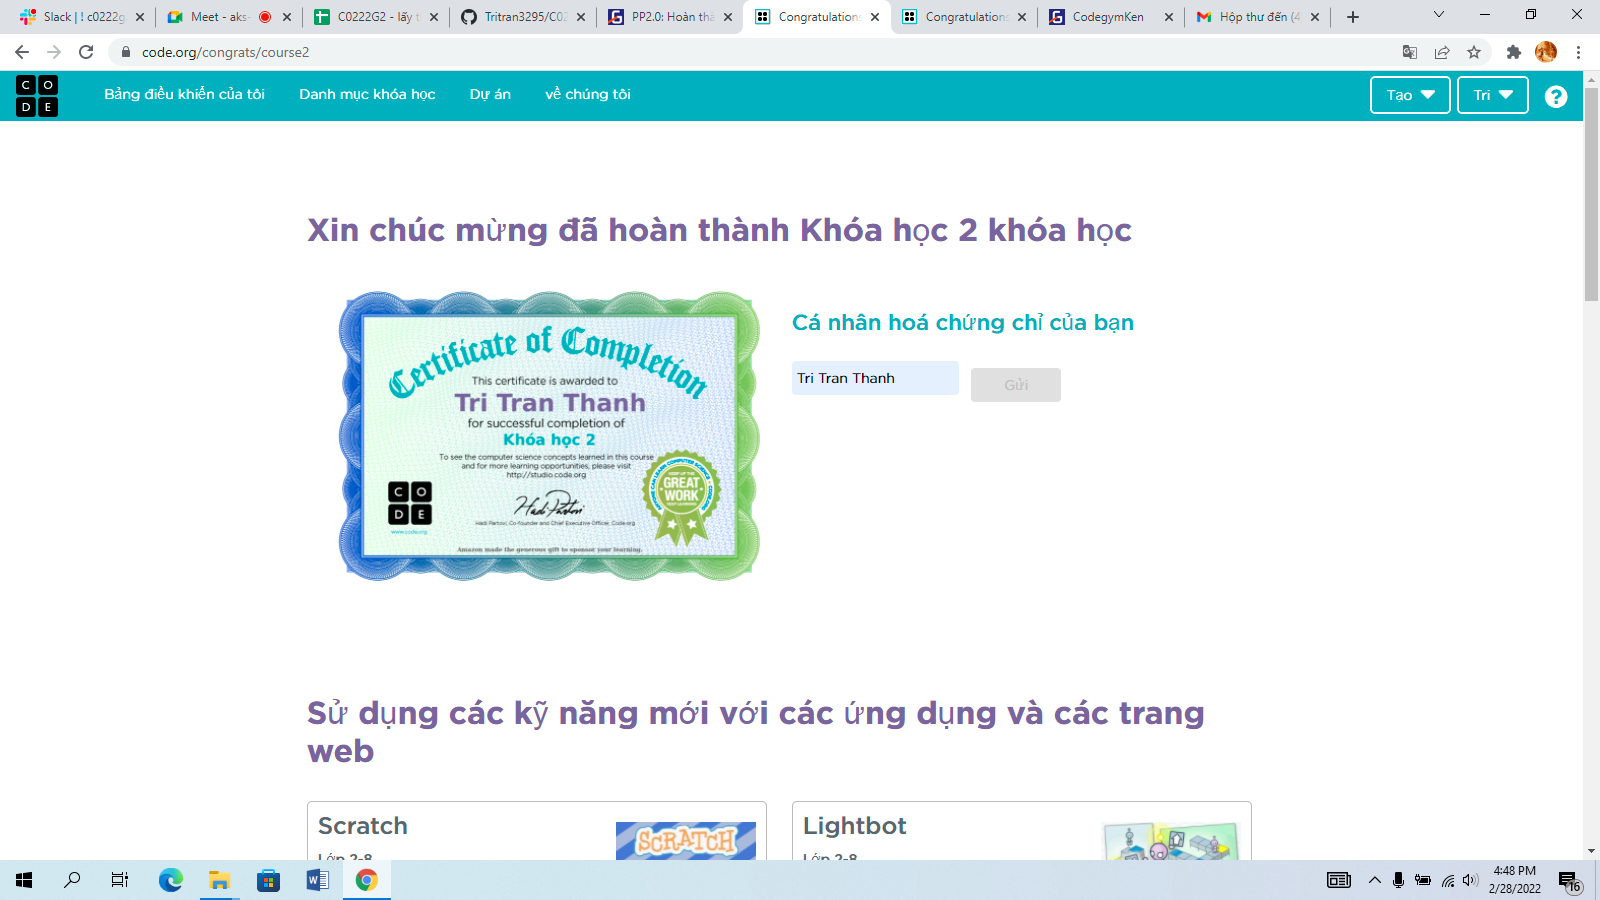 Slack | ! c0222g
Meet - aks-
C0222G2 - lấy t
Tritran3295/C02
PP2.0: Hoàn thà
Congratulations
Congratulations
CodegymKen
Hộp thư đến (4
code.org/congrats/course2
CODE
Bảng điều khiển của tôi
Danh mục khóa học
Dự án
về chúng tôi
Tạo
Tri
?
Xin chúc mừng đã hoàn thành Khóa học 2 khóa học
Certificate of Completion
This certificate is awarded to
Tri Tran Thanh
for successful completion of
Khóa học 2
To see the computer science concepts learned in this course
and for more learning opportunities, please visit
http://studio.code.org
CODE
www.code.org
Hadi Partovi, Co-founder and Chief Executive Officer, Code.org
GREAT
WORK
Amazon made the generous gift to sponsor your learning.
Cá nhân hoá chứng chỉ của bạn
Tri Tran Thanh
Gửi
Sử dụng các kỹ năng mới với các ứng dụng và các trang
web
Scratch
Lớp 2-8
SCRATCH
Lightbot
Lớp 2-8
4:48 PM
2/28/2022
16